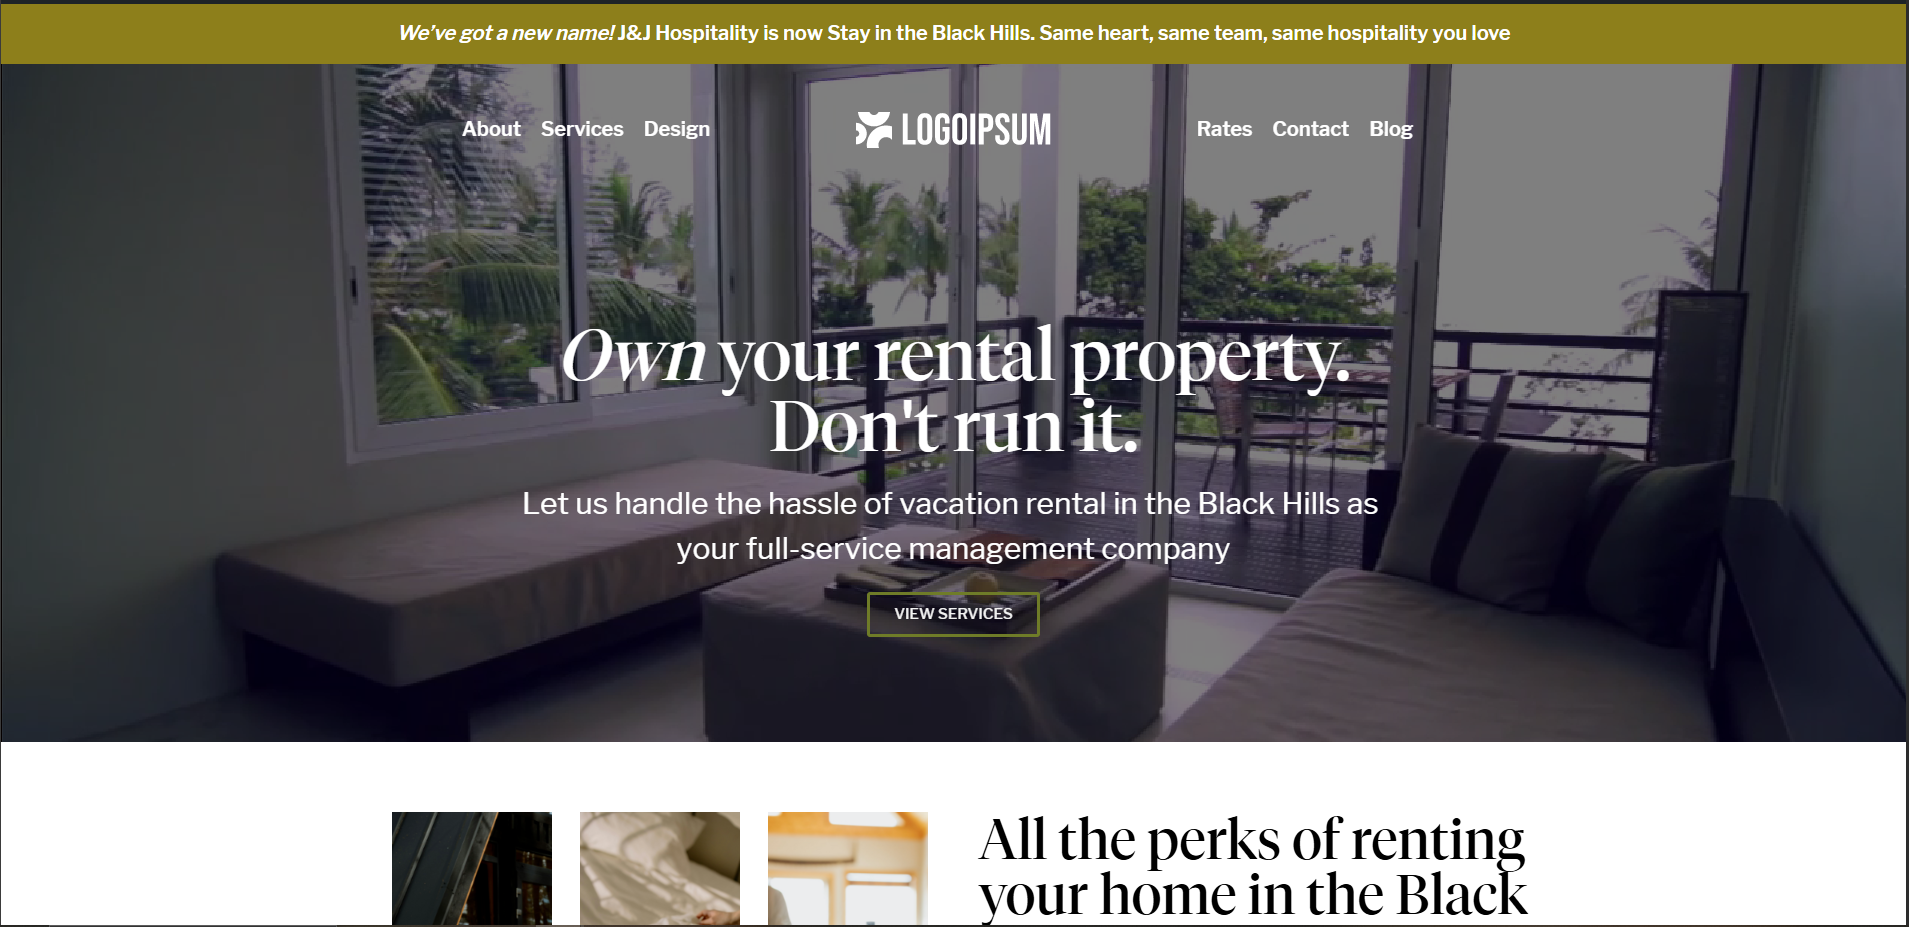 We've got a new name! J&J Hospitality is now Stay in the Black Hills. Same heart, same team, same hospitality you love
About Services Design LOGOIPSUM Rates Contact Blog
Own your rental property.
Don't run it.
Let us handle the hassle of vacation rental in the Black Hills as
your full-service management company
VIEW SERVICES
All the perks of renting
your home in the Black